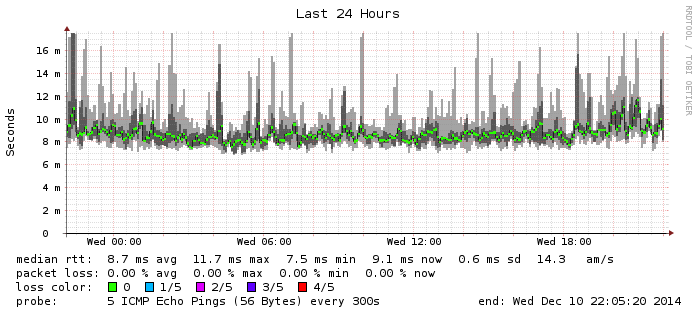 Last 24 Hours
RRDTOOL / TOBI OETIKER
Seconds
16 m
14 m
12 m
10 m
8 m
6 m
4 m
2 m
0
Wed 00:00 Wed 06:00 Wed 12:00 Wed 18:00
median rtt: 8.7 ms avg 11.7 ms max 7.5 ms min 9.1 ms now 0.6 ms sd 14.3 am/s
packet loss: 0.00 % avg 0.00 % max 0.00 % min 0.00 % now
loss color: 0 1/5 2/5 3/5 4/5
probe: 5 ICMP Echo Pings (56 Bytes) every 300s end: Wed Dec 10 22:05:20 2014